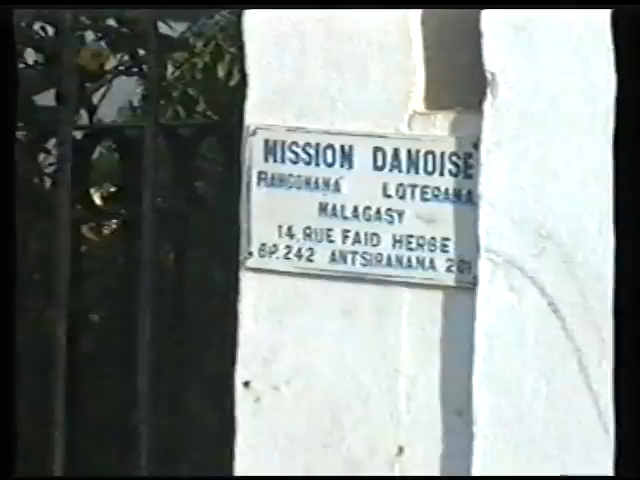 MISSION DANOISE
FIANGONANA LOTERANA
MALAGASY
14, RUE FAID HERBE
BP. 242 ANTSIRANANA 201